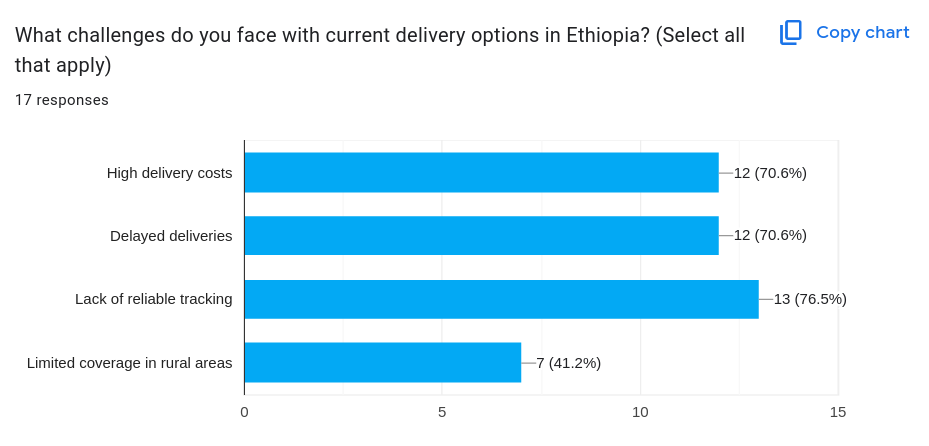 What challenges do you face with current delivery options in Ethiopia? (Select all
that apply)
Copy chart
17 responses
High delivery costs
12 (70.6%)
Delayed deliveries
12 (70.6%)
Lack of reliable tracking
13 (76.5%)
Limited coverage in rural areas
7 (41.2%)
0 5 10 15